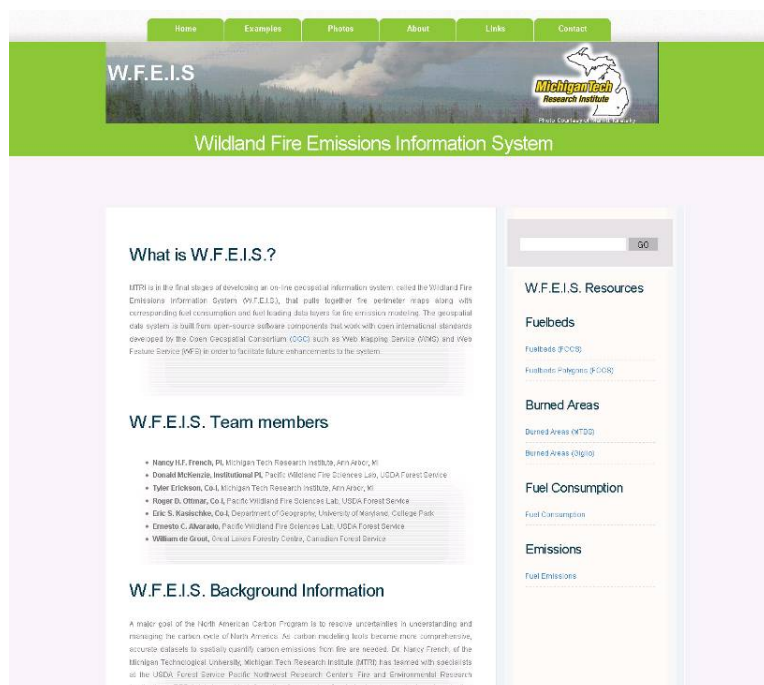 Home Examples Photos About Links Contact
W.F.E.I.S
MichiganTech
Research Institute
Photo Courtesy of
Wildland Fire Emissions Information System
What is W.F.E.I.S.?
MTRI is in the final stages of developing an on-line geospatial information system, called the Wildland Fire
Emissions Information System (W.F.E.I.S.), that pulls together fire perimeter maps along with
corresponding fuel consumption and fuel loading data layers for fire emission modeling. The geospatial
data system is built from open-source software components that work with open international standards
developed by the Open Geospatial Consortium (OGC) such as Web Mapping Service (WMS) and Web
Feature Service (WFS) in order to facilitate future enhancements to the system.
W.F.E.I.S. Team members
Nancy H.F. French, PI, Michigan Tech Research Institute, Ann Arbor, MI
Donald McKenzie, Institutional PI, Pacific Wildland Fire Sciences Lab, USDA Forest Service
Tyler Erickson, Co-I, Michigan Tech Research Institute, Ann Arbor, MI
Roger D. Ottmar, Co-I, Pacific Wildland Fire Sciences Lab, USDA Forest Service
Eric S. Kasischke, Co-I, Department of Geography, University of Maryland, College Park
Ernesto C. Alvarado, Pacific Wildland Fire Sciences Lab, USDA Forest Service
William de Groot, Great Lakes Forestry Centre, Canadian Forest Service
W.F.E.I.S. Background Information
A major goal of the North American Carbon Program is to resolve uncertainties in understanding and
managing the carbon cycle of North America. As carbon modeling tools become more comprehensive,
accurate datasets to spatially quantify carbon emissions from fire are needed. Dr. Nancy French, of the
Michigan Technological University, Michigan Tech Research Institute (MTRI) has teamed with specialists
at the USDA Forest Service Pacific Northwest Research Center's Fire and Environmental Research
GO
W.F.E.I.S. Resources
Fuelbeds
Fuelbeds (FCCS)
Fuelbeds Polygons (FCCS)
Burned Areas
Burned Areas (MTBS)
Burned Areas (Giglio)
Fuel Consumption
Fuel Consumption
Emissions
Fuel Emissions